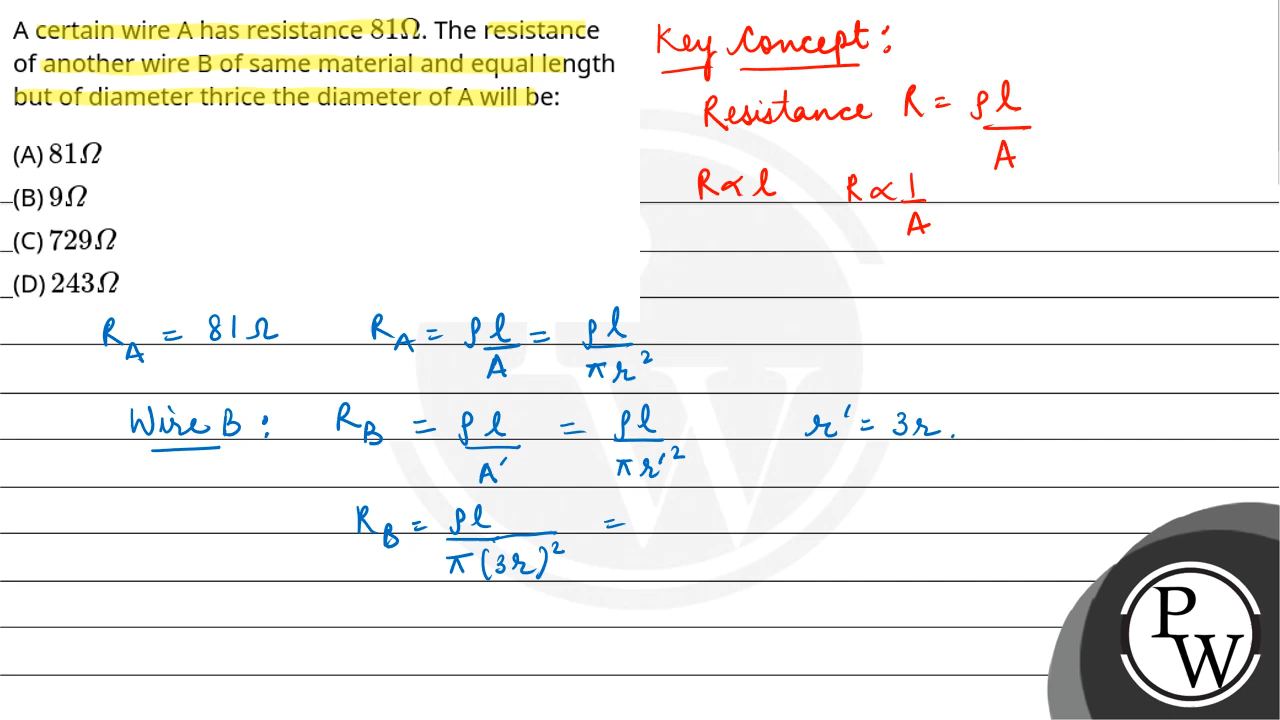 A certain wire A has resistance 81Ω. The resistance
of another wire B of same material and equal length
but of diameter thrice the diameter of A will be:
(A) 81Ω
(B) 9Ω
(C) 729Ω
(D) 243Ω
Key Concept:
Resistance R = ρl/A
R ∝ l R ∝ 1/A
R_A = 81Ω R_A = ρl/A = ρl/πr²
Wire B: R_B = ρl/A' = ρl/πr'² r' = 3r.
R_B = ρl/π(3r)² =
PW